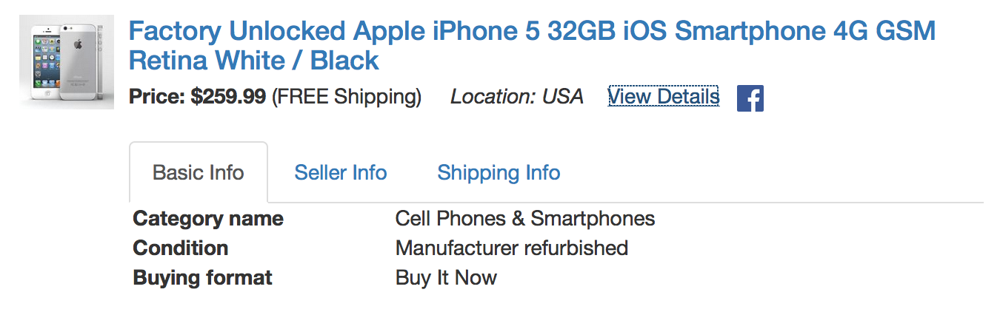 Factory Unlocked Apple iPhone 5 32GB iOS Smartphone 4G GSM
Retina White / Black
Price: $259.99 (FREE Shipping) Location: USA View Details
Basic Info Seller Info Shipping Info
Category name Cell Phones & Smartphones
Condition Manufacturer refurbished
Buying format Buy It Now